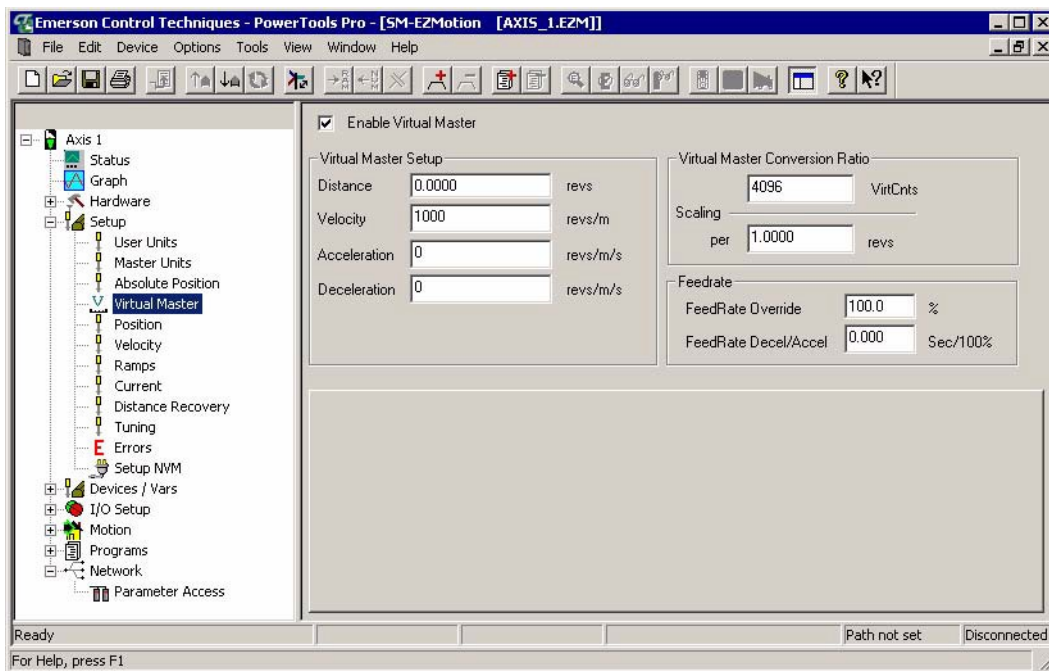 Emerson Control Techniques - PowerTools Pro - [SM-EZMotion [AXIS_1.EZM]]
File Edit Device Options Tools View Window Help
Axis 1
Status
Graph
Hardware
Setup
User Units
Master Units
Absolute Position
Virtual Master
Position
Velocity
Ramps
Current
Distance Recovery
Tuning
Errors
Setup NVM
Devices / Vars
I/O Setup
Motion
Programs
Network
Parameter Access
Enable Virtual Master
Virtual Master Setup
Distance 0.0000 revs
Velocity 1000 revs/m
Acceleration 0 revs/m/s
Deceleration 0 revs/m/s
Virtual Master Conversion Ratio
4096 VirtCnts
Scaling
per 1.0000 revs
Feedrate
FeedRate Override 100.0 %
FeedRate Decel/Accel 0.000 Sec/100%
Ready Path not set Disconnected
For Help, press F1